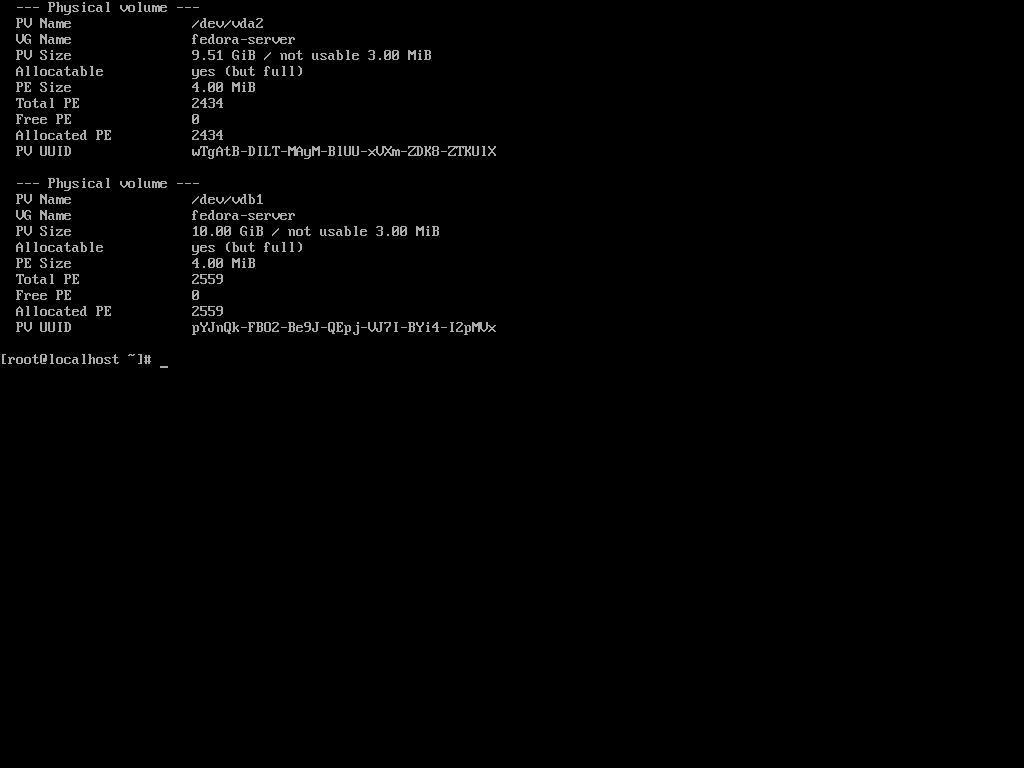 --- Physical volume ---
PV Name /dev/vda2
VG Name fedora-server
PV Size 9.51 GiB / not usable 3.00 MiB
Allocatable yes (but full)
PE Size 4.00 MiB
Total PE 2434
Free PE 0
Allocated PE 2434
PV UUID wTgAtB-DILT-MAyM-BlUU-xVXm-ZDK8-ZTKUlX
--- Physical volume ---
PV Name /dev/vdb1
VG Name fedora-server
PV Size 10.00 GiB / not usable 3.00 MiB
Allocatable yes (but full)
PE Size 4.00 MiB
Total PE 2559
Free PE 0
Allocated PE 2559
PV UUID pYJnQk-FBO2-Be9J-QEpj-VJ7I-BYi4-I2pMVx
[root@localhost ~]# _